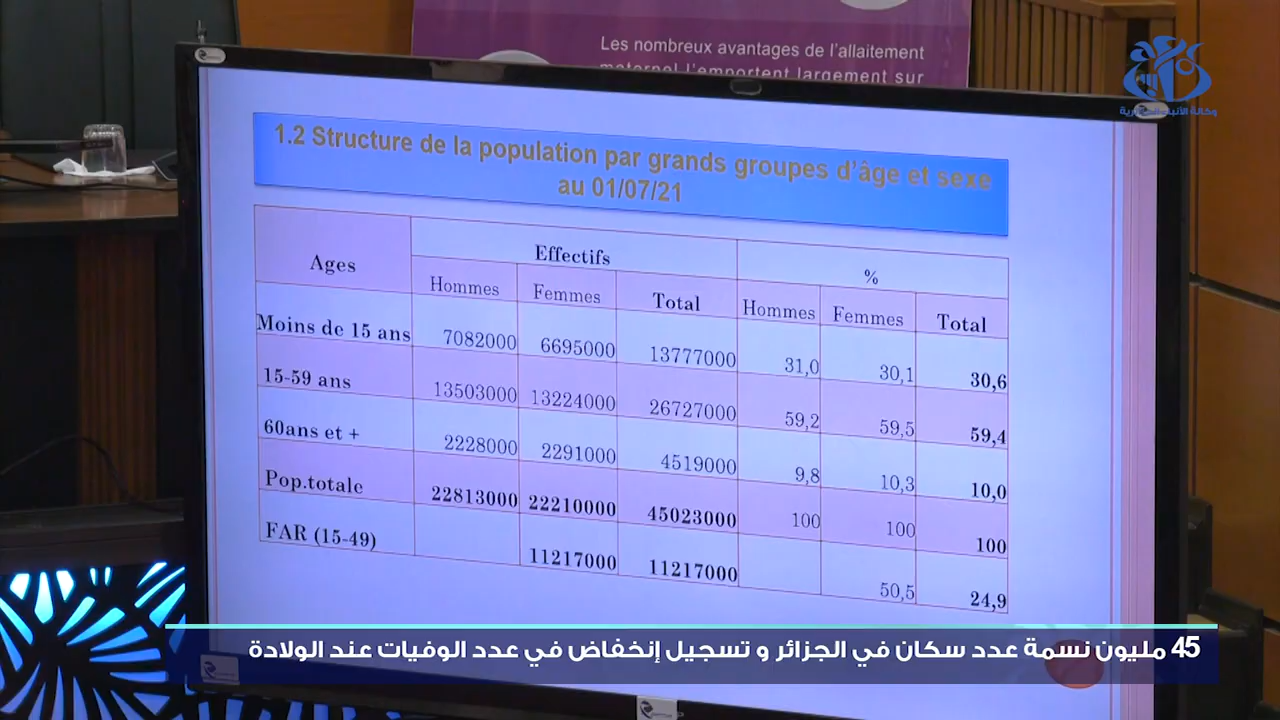 Les nombreux avantages de l'allaitement
maternel l'emportent largement sur
وكالة الأنباء الجزائرية
1.2 Structure de la population par grands groupes d'âge et sexe
au 01/07/21
Ages Effectifs %
Hommes Femmes Total Hommes Femmes Total
Moins de 15 ans 7082000 6695000 13777000 31,0 30,1 30,6
15-59 ans 13503000 13224000 26727000 59,2 59,5 59,4
60ans et + 2228000 2291000 4519000 9,8 10,3 10,0
Pop.totale 22813000 22210000 45023000 100 100 100
FAR (15-49) 11217000 11217000 50,5 24,9
45 مليون نسمة عدد سكان في الجزائر و تسجيل إنخفاض في عدد الوفيات عند الولادة